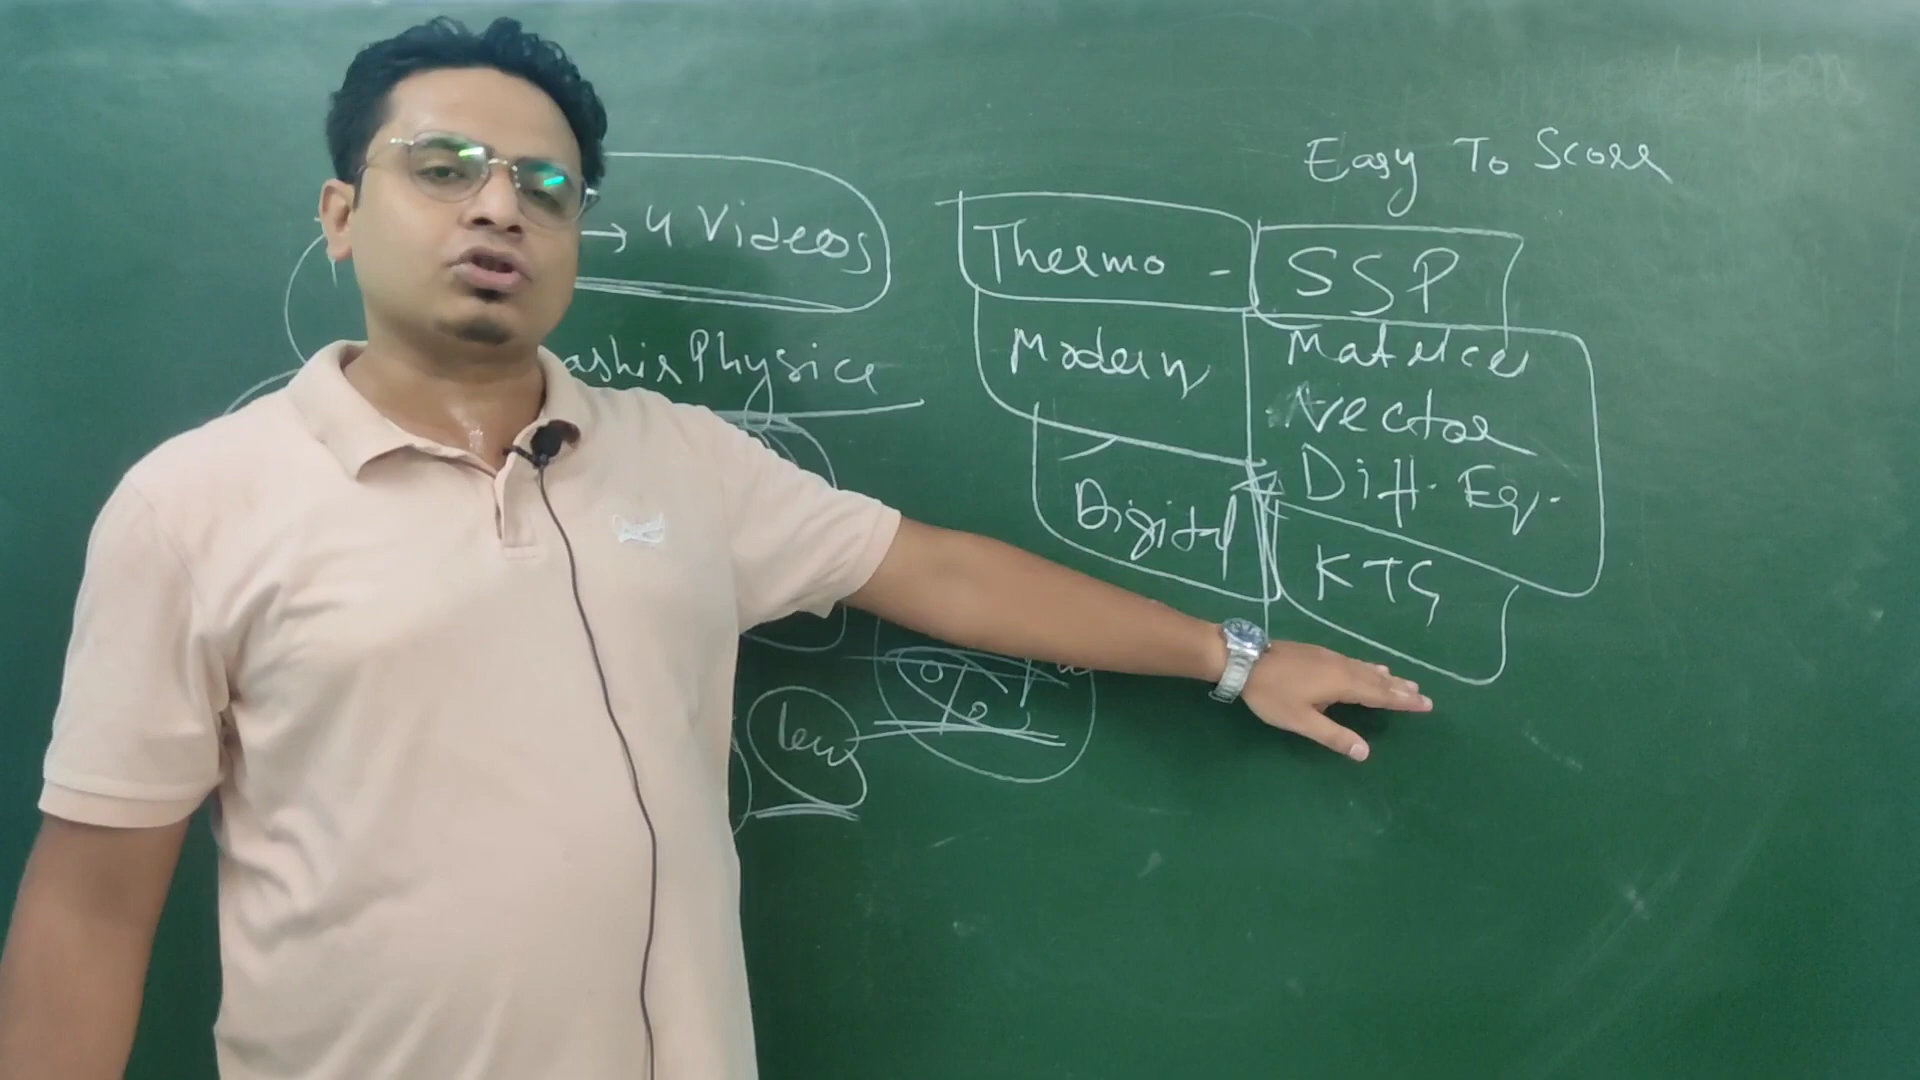 Easy To Score
→ 4 Videos
Thermo - SSP
Physics
Modern
Matrices
Vector
Diff. Eq.
Digital
KTG